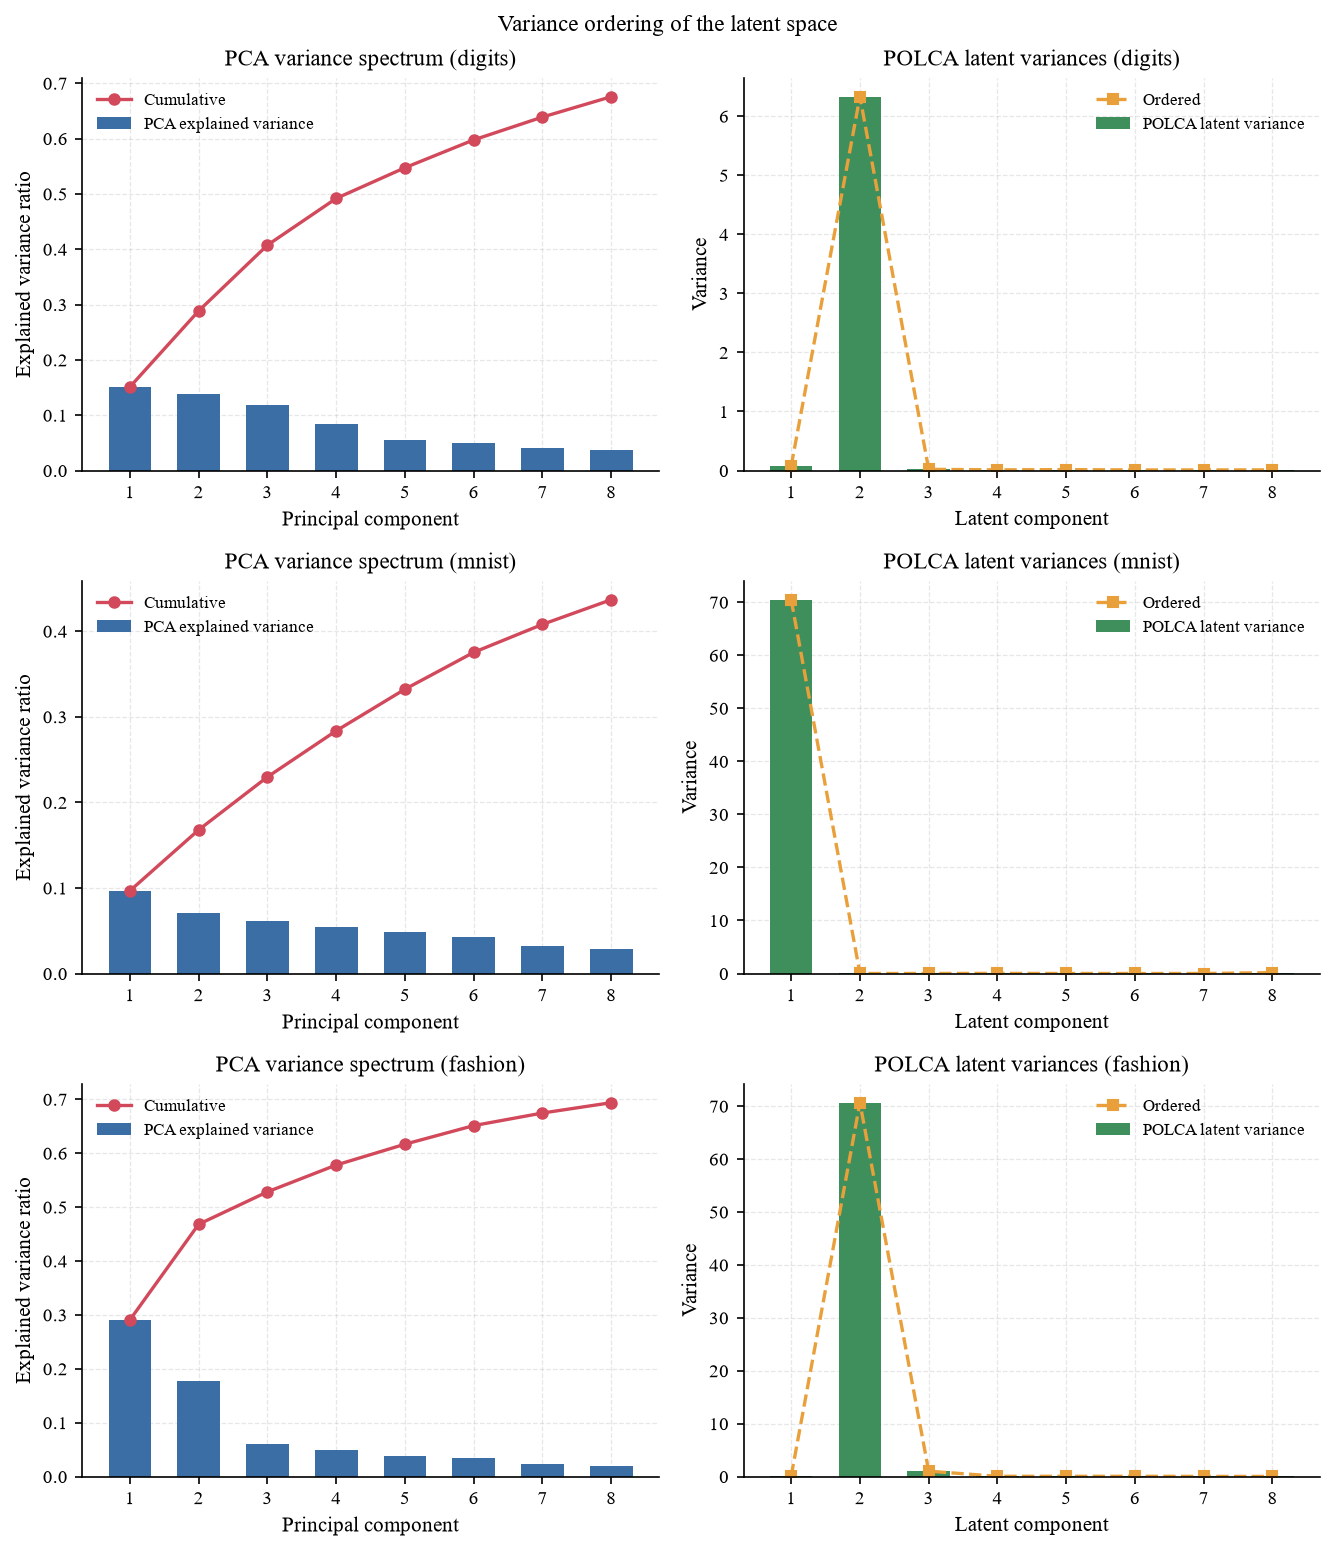 Variance ordering of the latent space
PCA variance spectrum (digits)
Explained variance ratio
0.7
0.6
0.5
0.4
0.3
0.2
0.1
0.0
Cumulative
PCA explained variance
1 2 3 4 5 6 7 8
Principal component
POLCA latent variances (digits)
Variance
6
5
4
3
2
1
0
Ordered
POLCA latent variance
1 2 3 4 5 6 7 8
Latent component
PCA variance spectrum (mnist)
Explained variance ratio
0.4
0.3
0.2
0.1
0.0
Cumulative
PCA explained variance
1 2 3 4 5 6 7 8
Principal component
POLCA latent variances (mnist)
Variance
70
60
50
40
30
20
10
0
Ordered
POLCA latent variance
1 2 3 4 5 6 7 8
Latent component
PCA variance spectrum (fashion)
Explained variance ratio
0.7
0.6
0.5
0.4
0.3
0.2
0.1
0.0
Cumulative
PCA explained variance
1 2 3 4 5 6 7 8
Principal component
POLCA latent variances (fashion)
Variance
70
60
50
40
30
20
10
0
Ordered
POLCA latent variance
1 2 3 4 5 6 7 8
Latent component